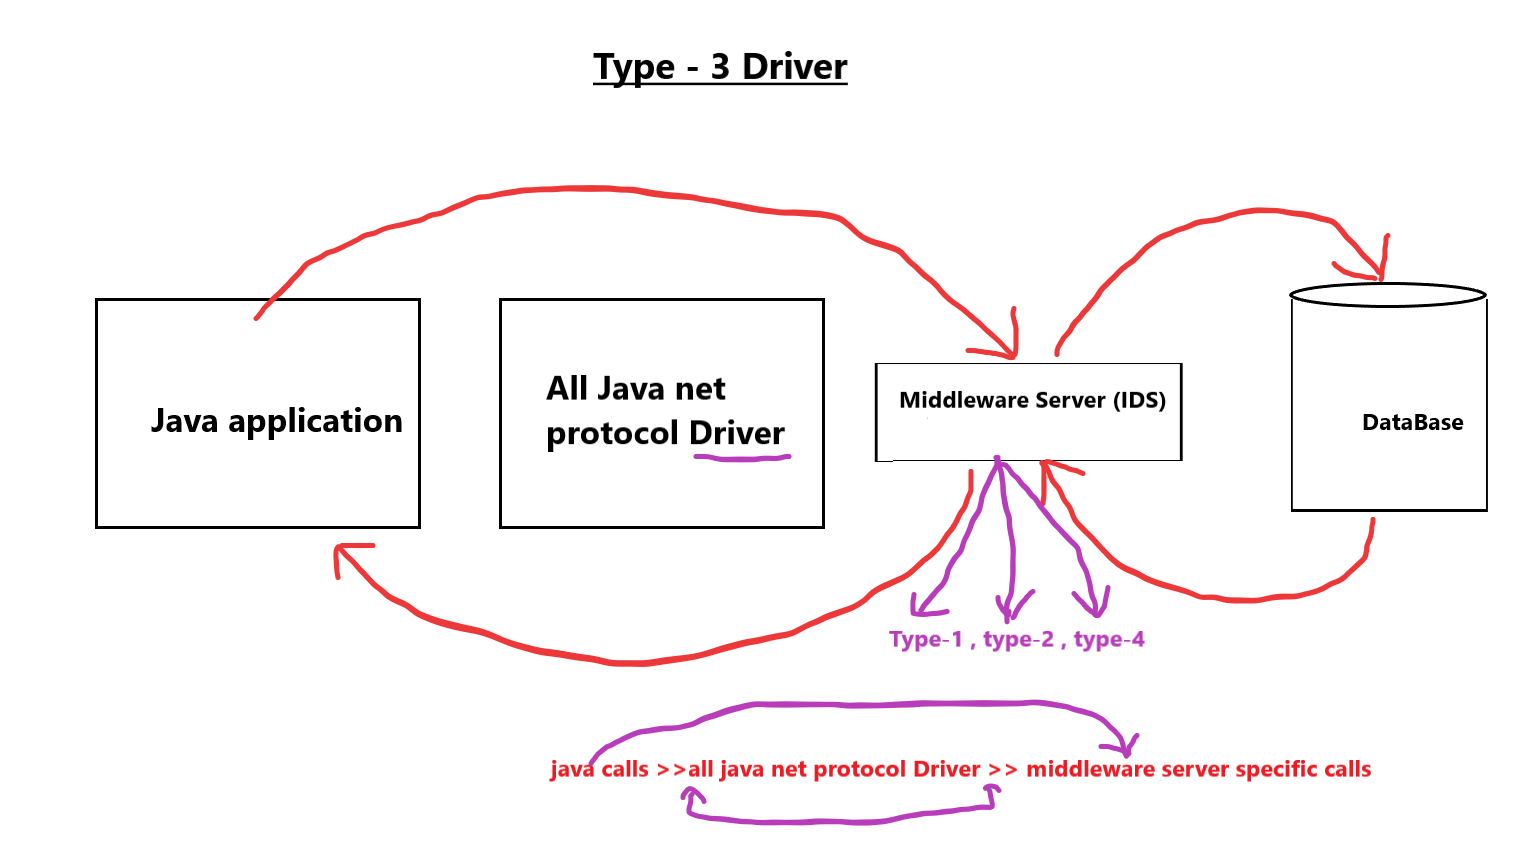 Type - 3 Driver
Java application
All Java net
protocol Driver
Middleware Server (IDS)
DataBase
Type-1 , type-2 , type-4
java calls >>all java net protocol Driver >> middleware server specific calls